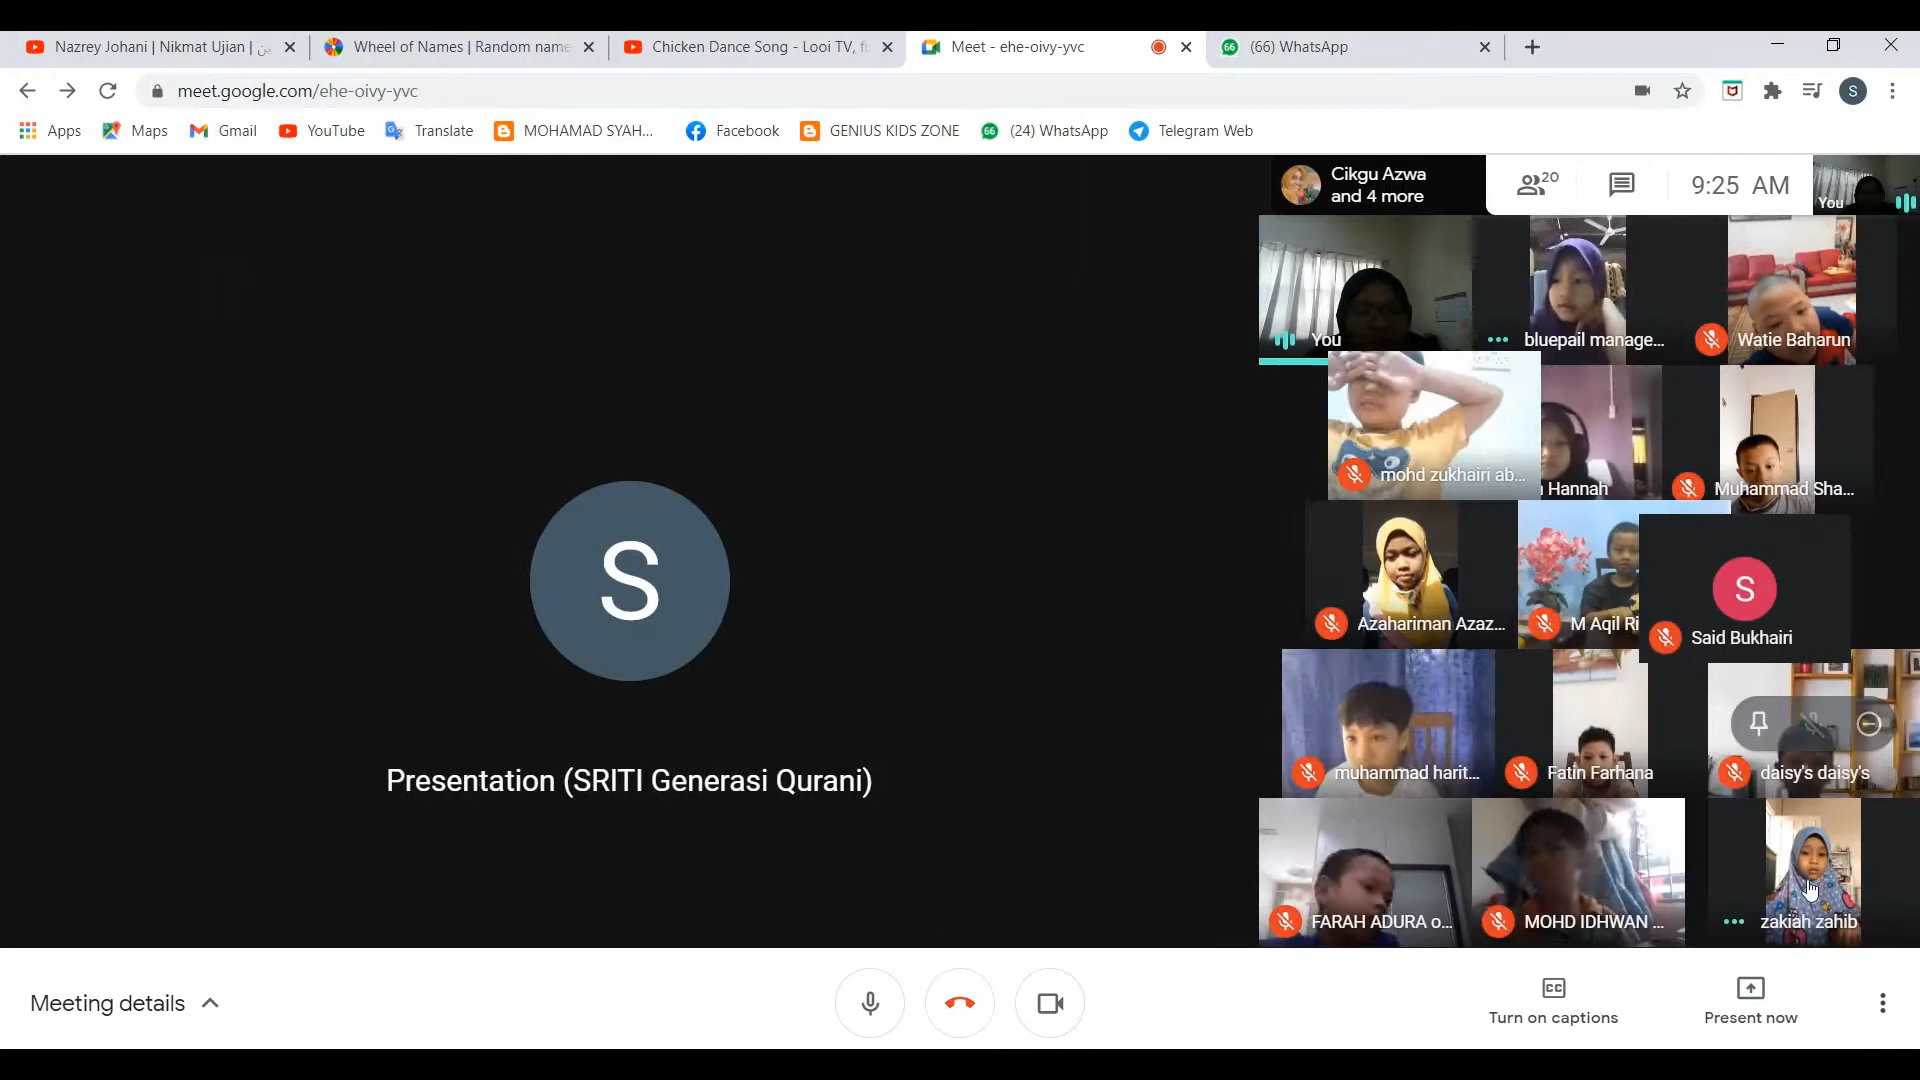 Nazrey Johani | Nikmat Ujian |
Wheel of Names | Random name
Chicken Dance Song - Looi TV, fu
Meet - ehe-oivy-yvc
66
(66) WhatsApp
meet.google.com/ehe-oivy-yvc
S
Apps
Maps
Gmail
YouTube
Translate
MOHAMAD SYAH...
Facebook
GENIUS KIDS ZONE
66
(24) WhatsApp
Telegram Web
Cikgu Azwa
and 4 more
20
9:25 AM
You
You
bluepail manage...
Watie Baharun
mohd zukhairi ab...
Hannah
Muhammad Sha...
Azahariman Azaz...
M Aqil Ri
S
Said Bukhairi
muhammad harit...
Fatin Farhana
daisy's daisy's
FARAH ADURA o...
MOHD IDHWAN ...
zakiah zahib
S
Presentation (SRITI Generasi Qurani)
Meeting details
CC
Turn on captions
Present now